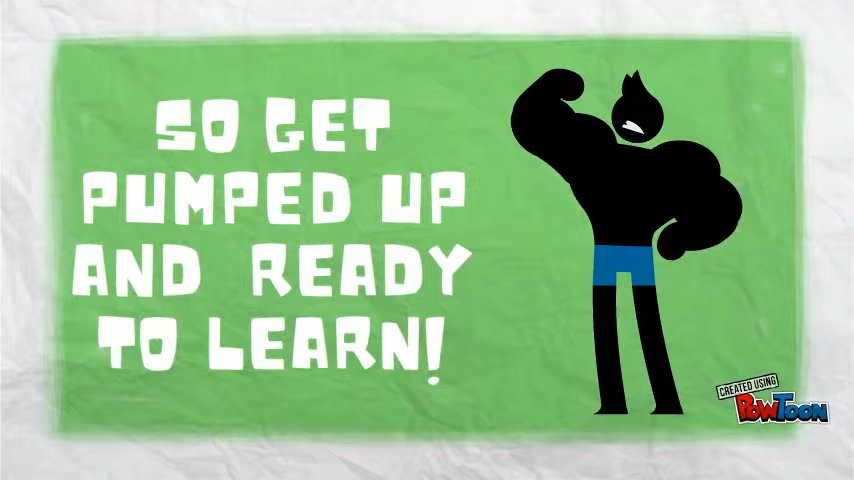 SO GET
PUMPED UP
AND READY
TO LEARN!
CREATED USING
POWTOON